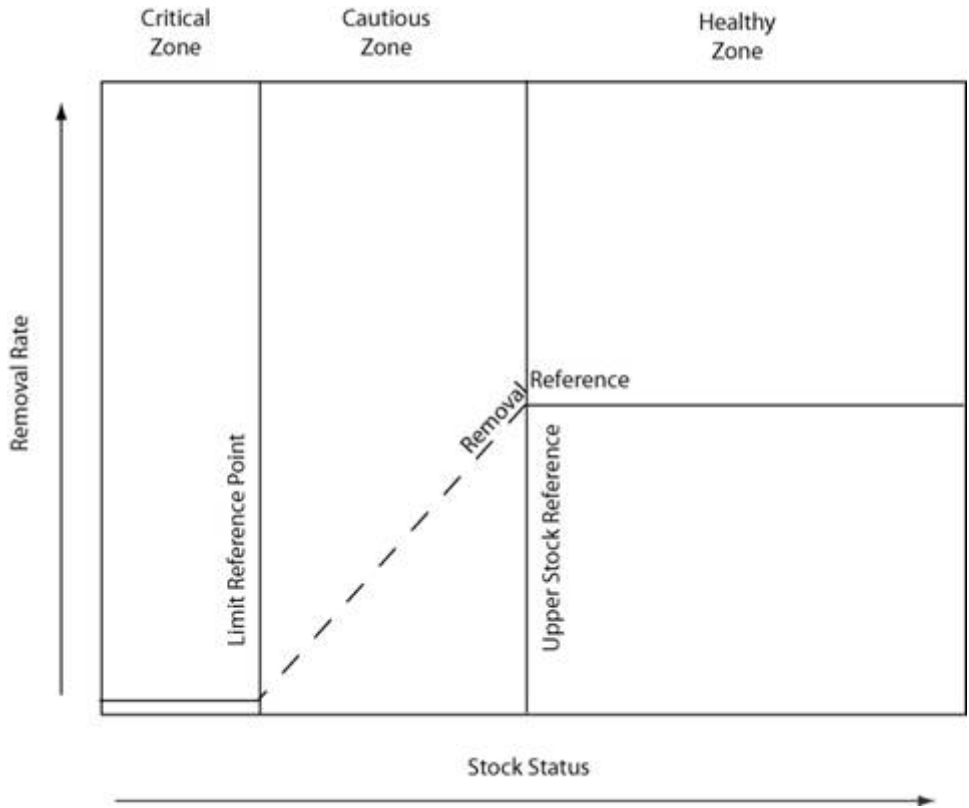 Critical
Zone
Cautious
Zone
Healthy
Zone
Removal Rate
Limit Reference Point
Removal Reference
Upper Stock Reference
Stock Status